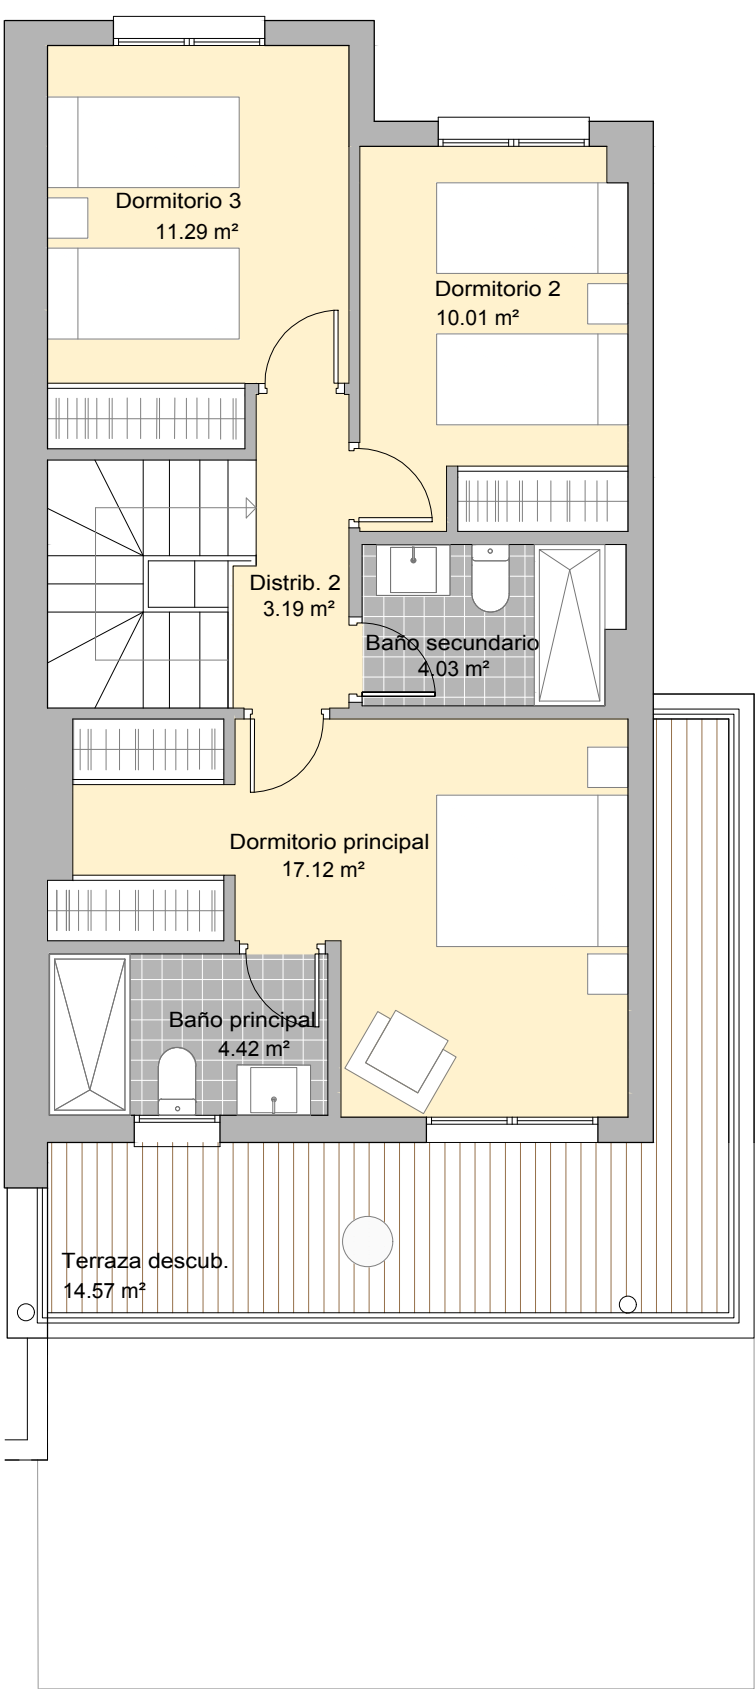 Dormitorio 3
11.29 m²
Dormitorio 2
10.01 m²
Distrib. 2
3.19 m²
Baño secundario
4.03 m²
Dormitorio principal
17.12 m²
Baño principal
4.42 m²
Terraza descub.
14.57 m²